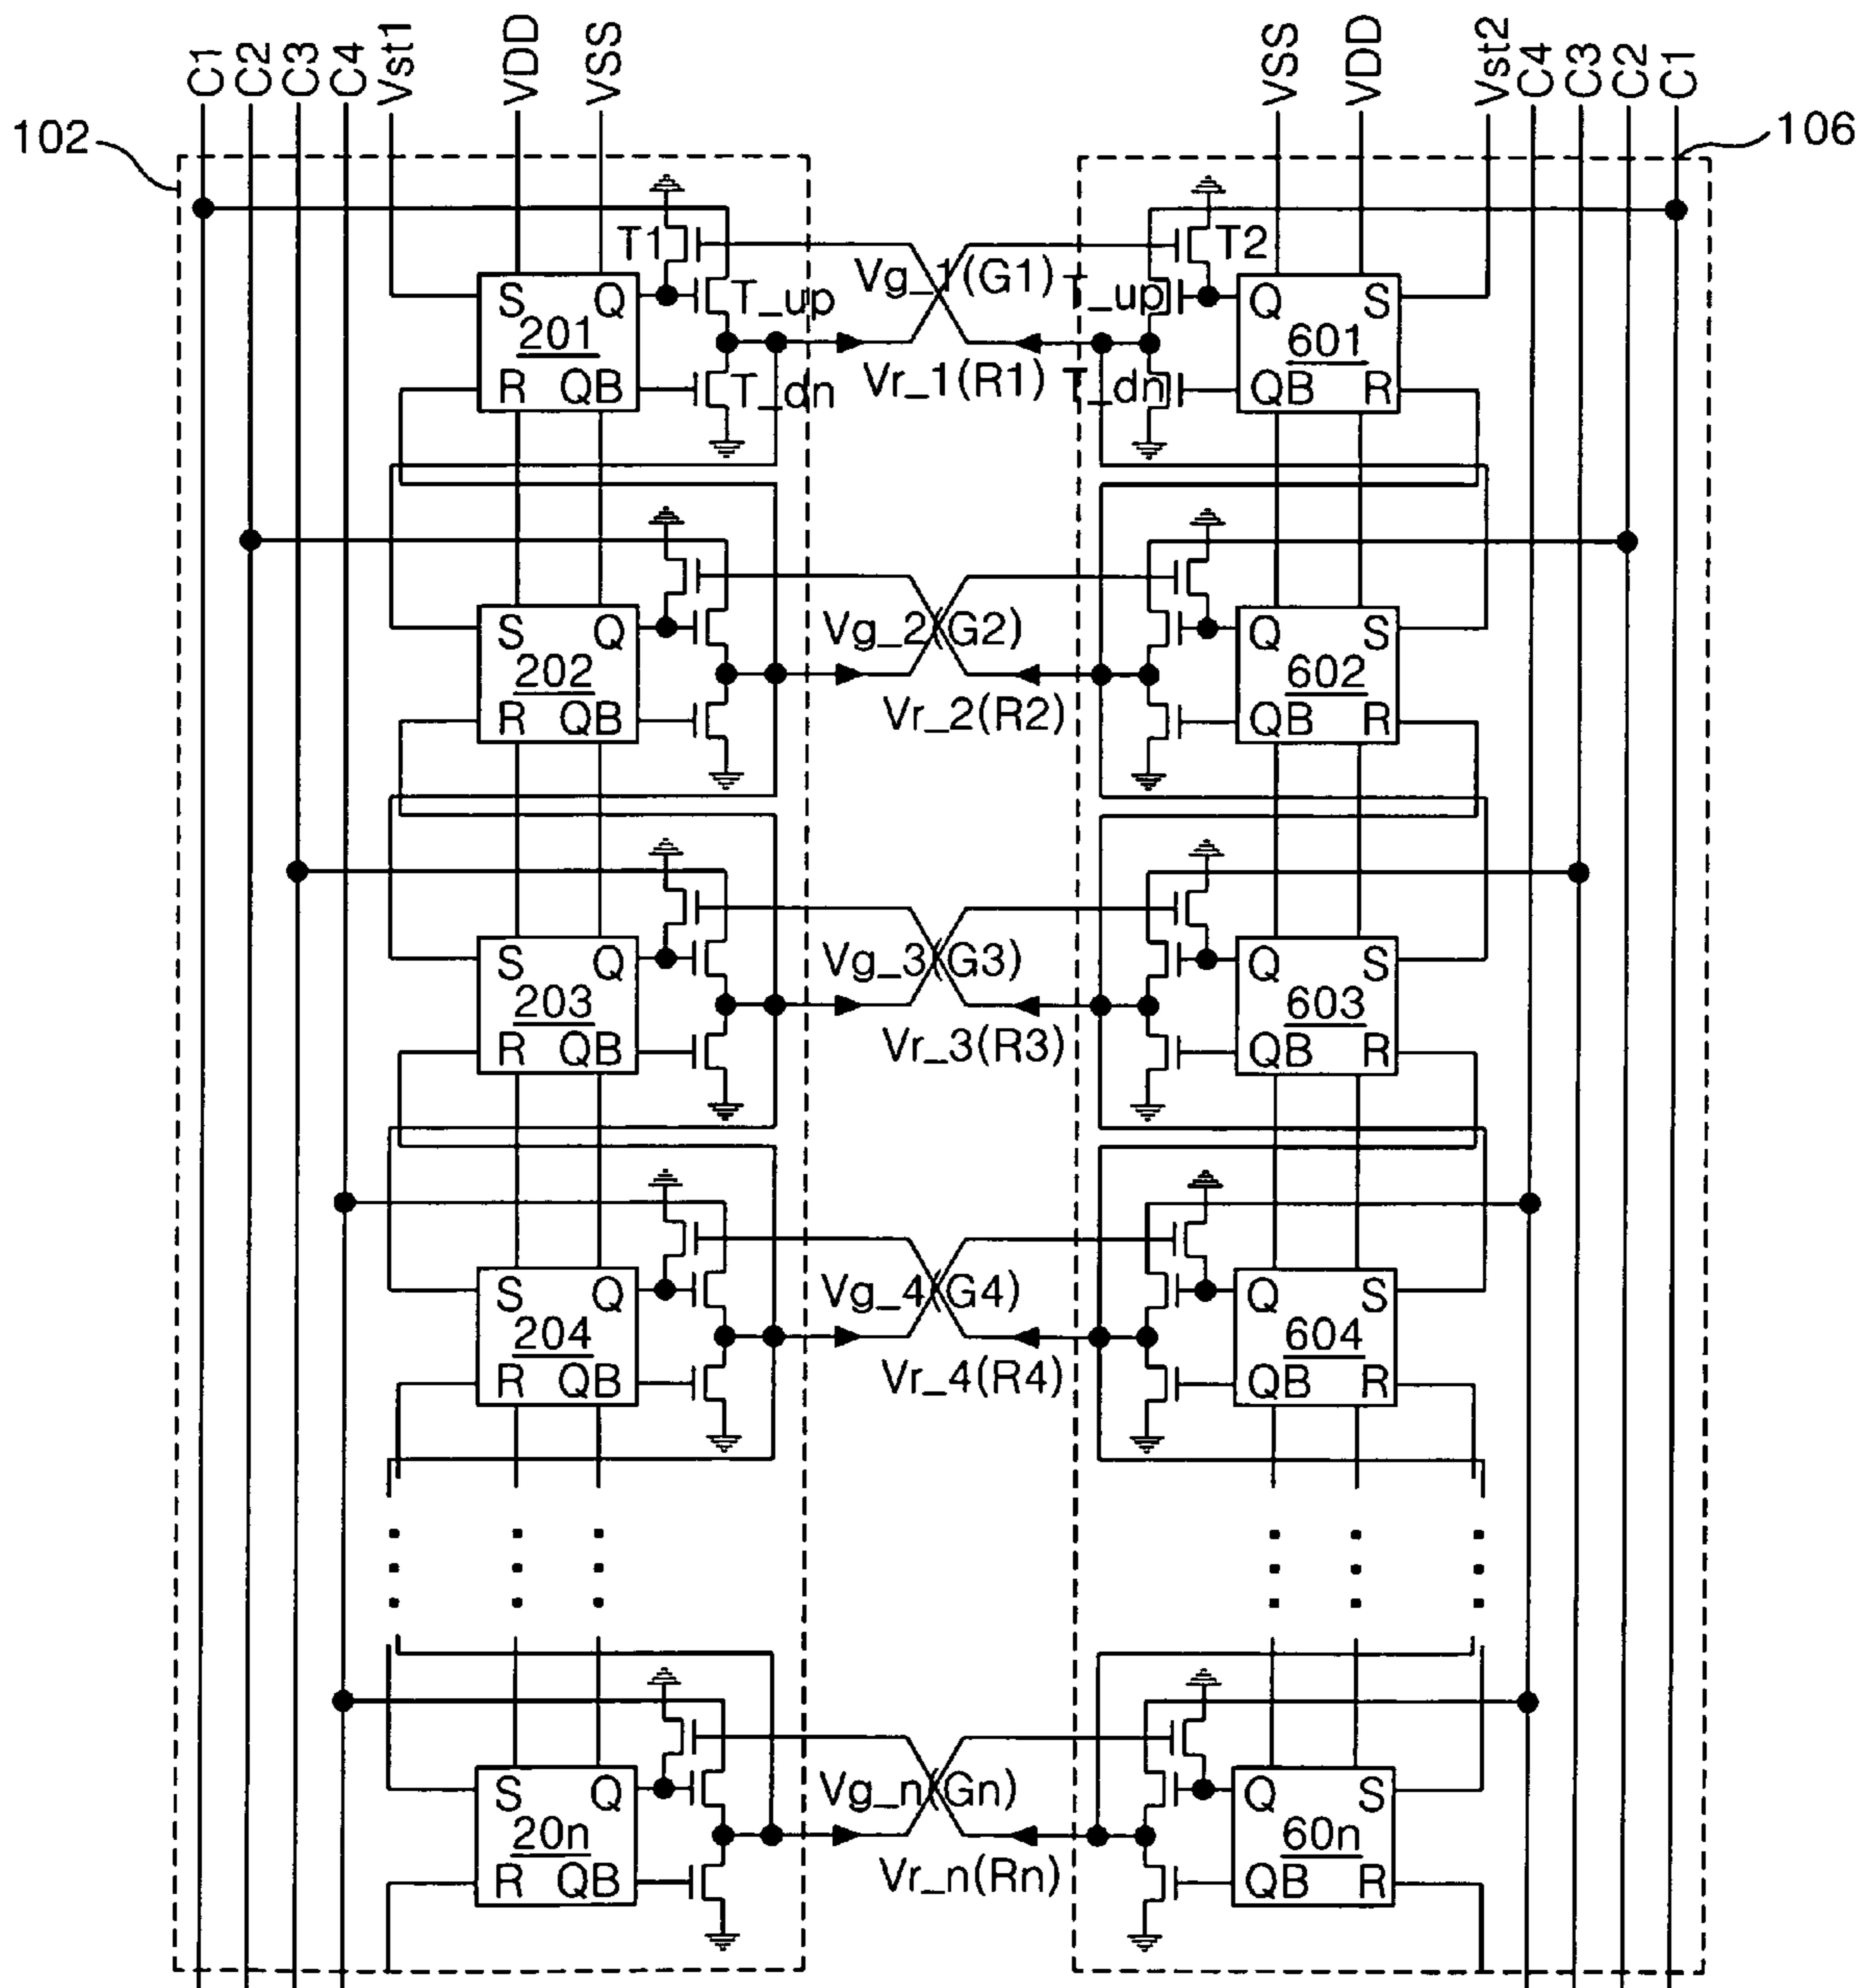 C1 C2 C3 C4 Vst1 VDD VSS VSS VDD Vst2 C4 C3 C2 C1
102 106
T1 T2
Vg_1(G1)
S Q T_up T_up Q S
201 601
R QB T_dn Vr_1(R1) T_dn QB R
S Q Vg_2(G2) Q S
202 602
R QB Vr_2(R2) QB R
S Q Vg_3(G3) Q S
203 603
R QB Vr_3(R3) QB R
S Q Vg_4(G4) Q S
204 604
R QB Vr_4(R4) QB R
S Q Vg_n(Gn) Q S
20n 60n
R QB Vr_n(Rn) QB R